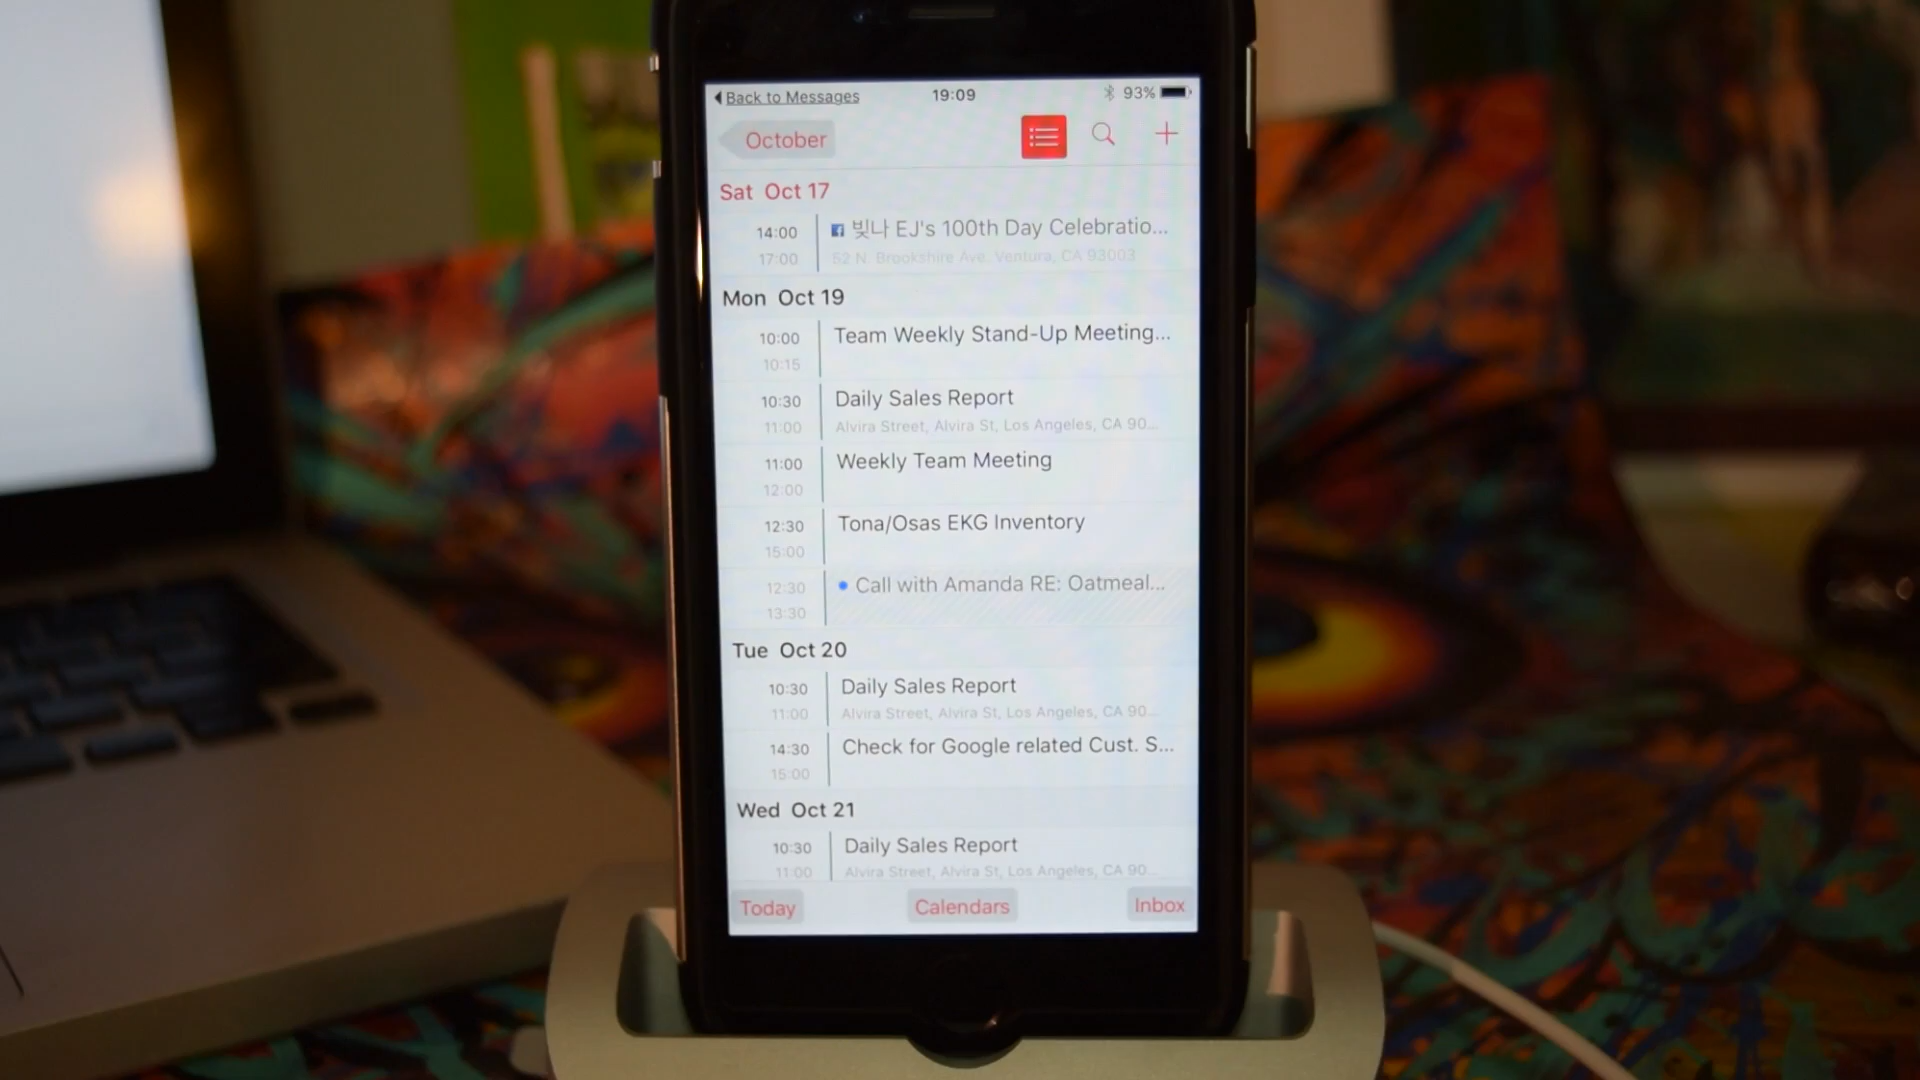 Back to Messages 19:09 93%
October
Sat Oct 17
14:00 빛나 EJ's 100th Day Celebratio...
17:00 52 N. Brookshire Ave. Ventura, CA 93003
Mon Oct 19
10:00 Team Weekly Stand-Up Meeting...
10:15
10:30 Daily Sales Report
11:00 Alvira Street, Alvira St, Los Angeles, CA 90...
11:00 Weekly Team Meeting
12:00
12:30 Tona/Osas EKG Inventory
15:00
12:30 Call with Amanda RE: Oatmeal...
13:30
Tue Oct 20
10:30 Daily Sales Report
11:00 Alvira Street, Alvira St, Los Angeles, CA 90...
14:30 Check for Google related Cust. S...
15:00
Wed Oct 21
10:30 Daily Sales Report
11:00 Alvira Street, Alvira St, Los Angeles, CA 90...
Today Calendars Inbox